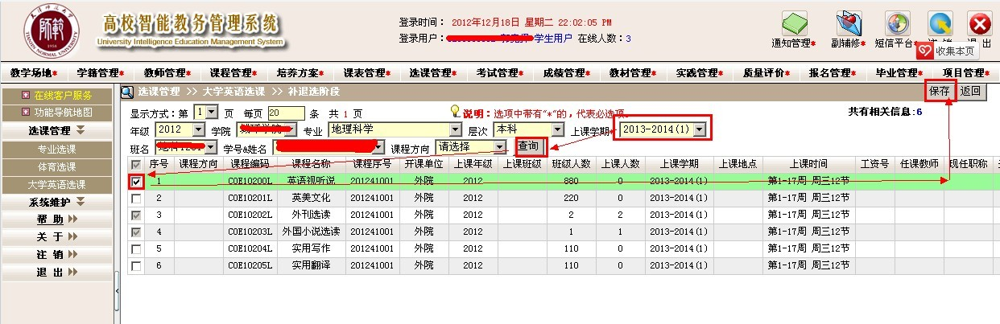 高校智能教务管理系统
University Intelligence Education Management System
登录时间： 2012年12月18日 星期二 22:02:05 PM
登录用户： 学生用户 在线人数：3
通知管理* 副辅修* 短信平台* 退 出
收集本页
教学场地* 学籍管理* 教师管理* 课程管理* 培养方案* 课表管理* 选课管理* 考试管理* 成绩管理* 教材管理* 实践管理* 质量评价* 报名管理* 毕业管理* 项目管理*
在线客户服务
功能导航地图
选课管理
专业选课
体育选课
大学英语选课
系统维护
帮 助
关 于
注 销
退 出
选课管理 >> 大学英语选课 >> 补退选阶段
保存 返回
显示方式：第 1 页 每页 20 条 共 1 页 说明：选项中带有"*"的，代表必选项。 共有相关信息:6
年级 2012 学院 专业 地理科学 层次 本科 上课学期* 2013-2014(1)
班名 学号&姓名 课程方向 请选择 查询
序号 课程方向 课程编码 课程名称 课程序号 开课单位 上课年级 上课班级 班级人数 上课人数 上课学期 上课地点 上课时间 工资号 任课教师 现任职称
1 COE10200L 英语视听说 201241001 外院 2012 880 0 2013-2014(1) 第1-17周 周三12节
2 COE10201L 英美文化 201241001 外院 2012 220 0 2013-2014(1) 第1-17周 周三12节
3 COE10202L 外刊选读 201241001 外院 2012 2 2 2013-2014(1) 第1-17周 周三12节
4 COE10203L 外国小说选读 201241001 外院 2012 1 1 2013-2014(1) 第1-17周 周三12节
5 COE10204L 实用写作 201241001 外院 2012 110 0 2013-2014(1) 第1-17周 周三12节
6 COE10205L 实用翻译 201241001 外院 2012 110 0 2013-2014(1) 第1-17周 周三12节